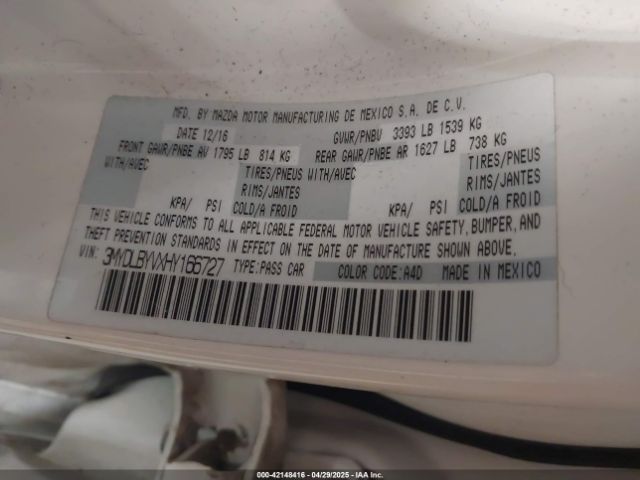 MFD. BY MAZDA MOTOR MANUFACTURING DE MEXICO S.A. DE C.V.
DATE 12/16 GVWR/PNBV 3393 LB 1539 KG
FRONT GAWR/PNBE AV 1795 LB 814 KG REAR GAWR/PNBE AR 1627 LB 738 KG
WITH/AVEC TIRES/PNEUS WITH/AVEC TIRES/PNEUS
RIMS/JANTES RIMS/JANTES
KPA/ PSI COLD/A FROID KPA/ PSI COLD/A FROID
THIS VEHICLE CONFORMS TO ALL APPLICABLE FEDERAL MOTOR VEHICLE SAFETY, BUMPER, AND
THEFT PREVENTION STANDARDS IN EFFECT ON THE DATE OF MANUFACTURE SHOWN ABOVE.
VIN: 3MYDLBYVXHY166727 TYPE:PASS CAR COLOR CODE:A4D MADE IN MEXICO
00-42148416 - 04/29/2025 - IAA Inc.